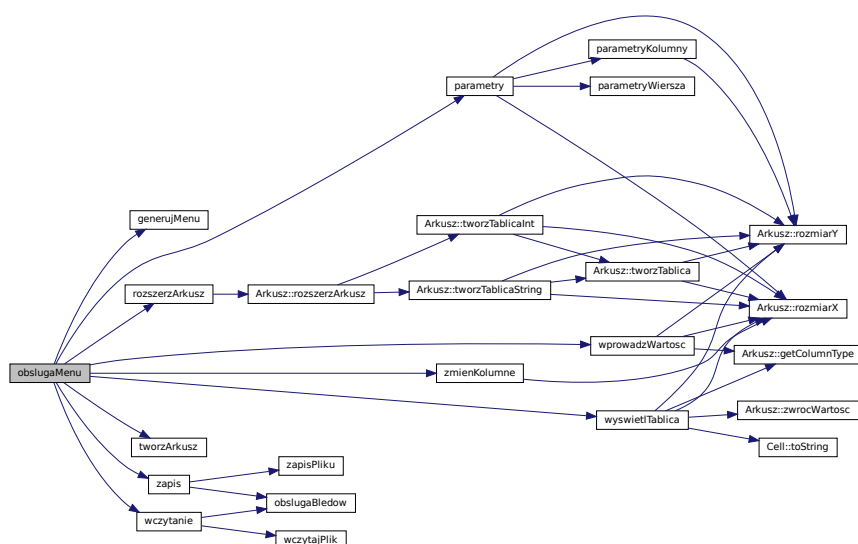 parametryKolumny
parametry
parametryWiersza
generujMenu
Arkusz::tworzTablicaInt
Arkusz::rozmiarY
Arkusz::tworzTablica
rozszerzArkusz
Arkusz::rozszerzArkusz
Arkusz::tworzTablicaString
Arkusz::rozmiarX
wprowadzWartosc
Arkusz::getColumnType
obslugaMenu
zmienKolumne
Arkusz::zwrocWartosc
wyswietlTablica
tworzArkusz
Cell::toString
zapisPliku
zapis
obslugaBledow
wczytanie
wczytajPlik